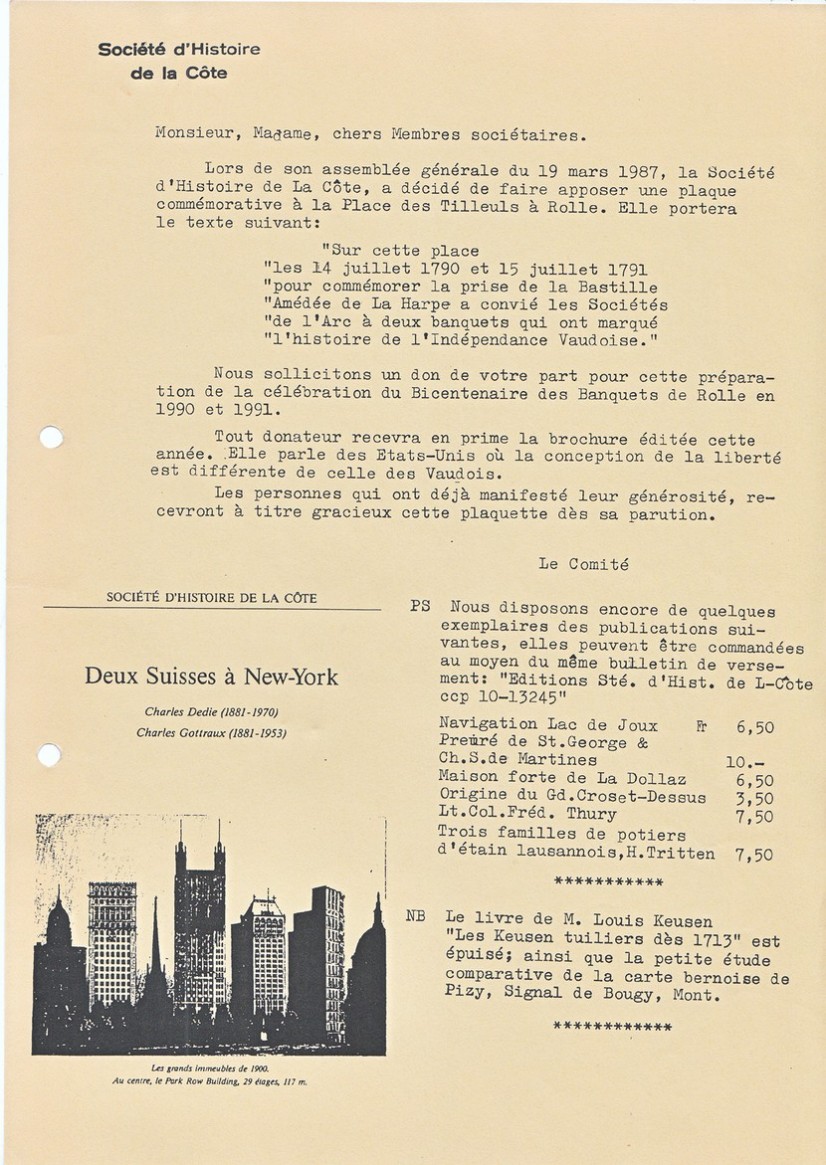 Société d'Histoire
de la Côte
Monsieur, Madame, chers Membres sociétaires.
Lors de son assemblée générale du 19 mars 1987, la Société
d'Histoire de La Côte, a décidé de faire apposer une plaque
commémorative à la Place des Tilleuls à Rolle. Elle portera
le texte suivant:
"Sur cette place
"les 14 juillet 1790 et 15 juillet 1791
"pour commémorer la prise de la Bastille
"Amédée de La Harpe a convié les Sociétés
"de l'Arc à deux banquets qui ont marqué
"l'histoire de l'Indépendance Vaudoise."
Nous sollicitons un don de votre part pour cette prépara-
tion de la célébration du Bicentenaire des Banquets de Rolle en
1990 et 1991.
Tout donateur recevra en prime la brochure éditée cette
année. Elle parle des Etats-Unis où la conception de la liberté
est différente de celle des Vaudois.
Les personnes qui ont déjà manifesté leur générosité, re-
cevront à titre gracieux cette plaquette dès sa parution.
Le Comité
SOCIÉTÉ D'HISTOIRE DE LA CÔTE
Deux Suisses à New-York
Charles Dedie (1881-1970)
Charles Gottraux (1881-1953)
Les grands immeubles de 1900.
Au centre, le Park Row Building, 29 étages, 117 m.
PS Nous disposons encore de quelques
exemplaires des publications sui-
vantes, elles peuvent être commandées
au moyen du même bulletin de verse-
ment: "Editions Sté. d'Hist. de L-Côte
ccp 10-13245"
Navigation Lac de Joux Fr 6,50
Preuré de St.George &
Ch.S.de Martines 10.-
Maison forte de La Dollaz 6,50
Origine du Gd.Croset-Dessus 3,50
Lt.Col.Fréd. Thury 7,50
Trois familles de potiers
d'étain lausannois,H.Tritten 7,50
***********
NB Le livre de M. Louis Keusen
"Les Keusen tuiliers dès 1713" est
épuisé; ainsi que la petite étude
comparative de la carte bernoise de
Pizy, Signal de Bougy, Mont.
************